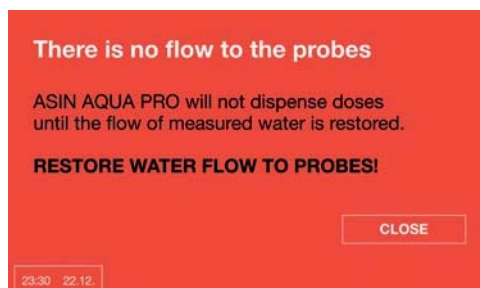 There is no flow to the probes
ASIN AQUA PRO will not dispense doses
until the flow of measured water is restored.
RESTORE WATER FLOW TO PROBES!
CLOSE
23:30 22.12.